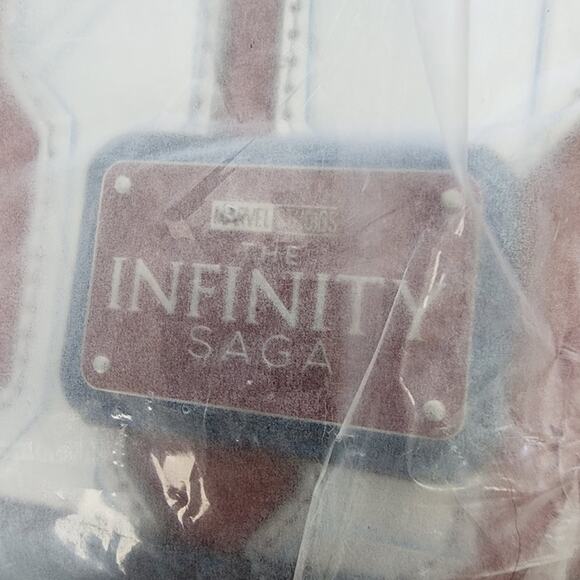 MARVEL STUDIOS
THE
INFINITY
SAGA